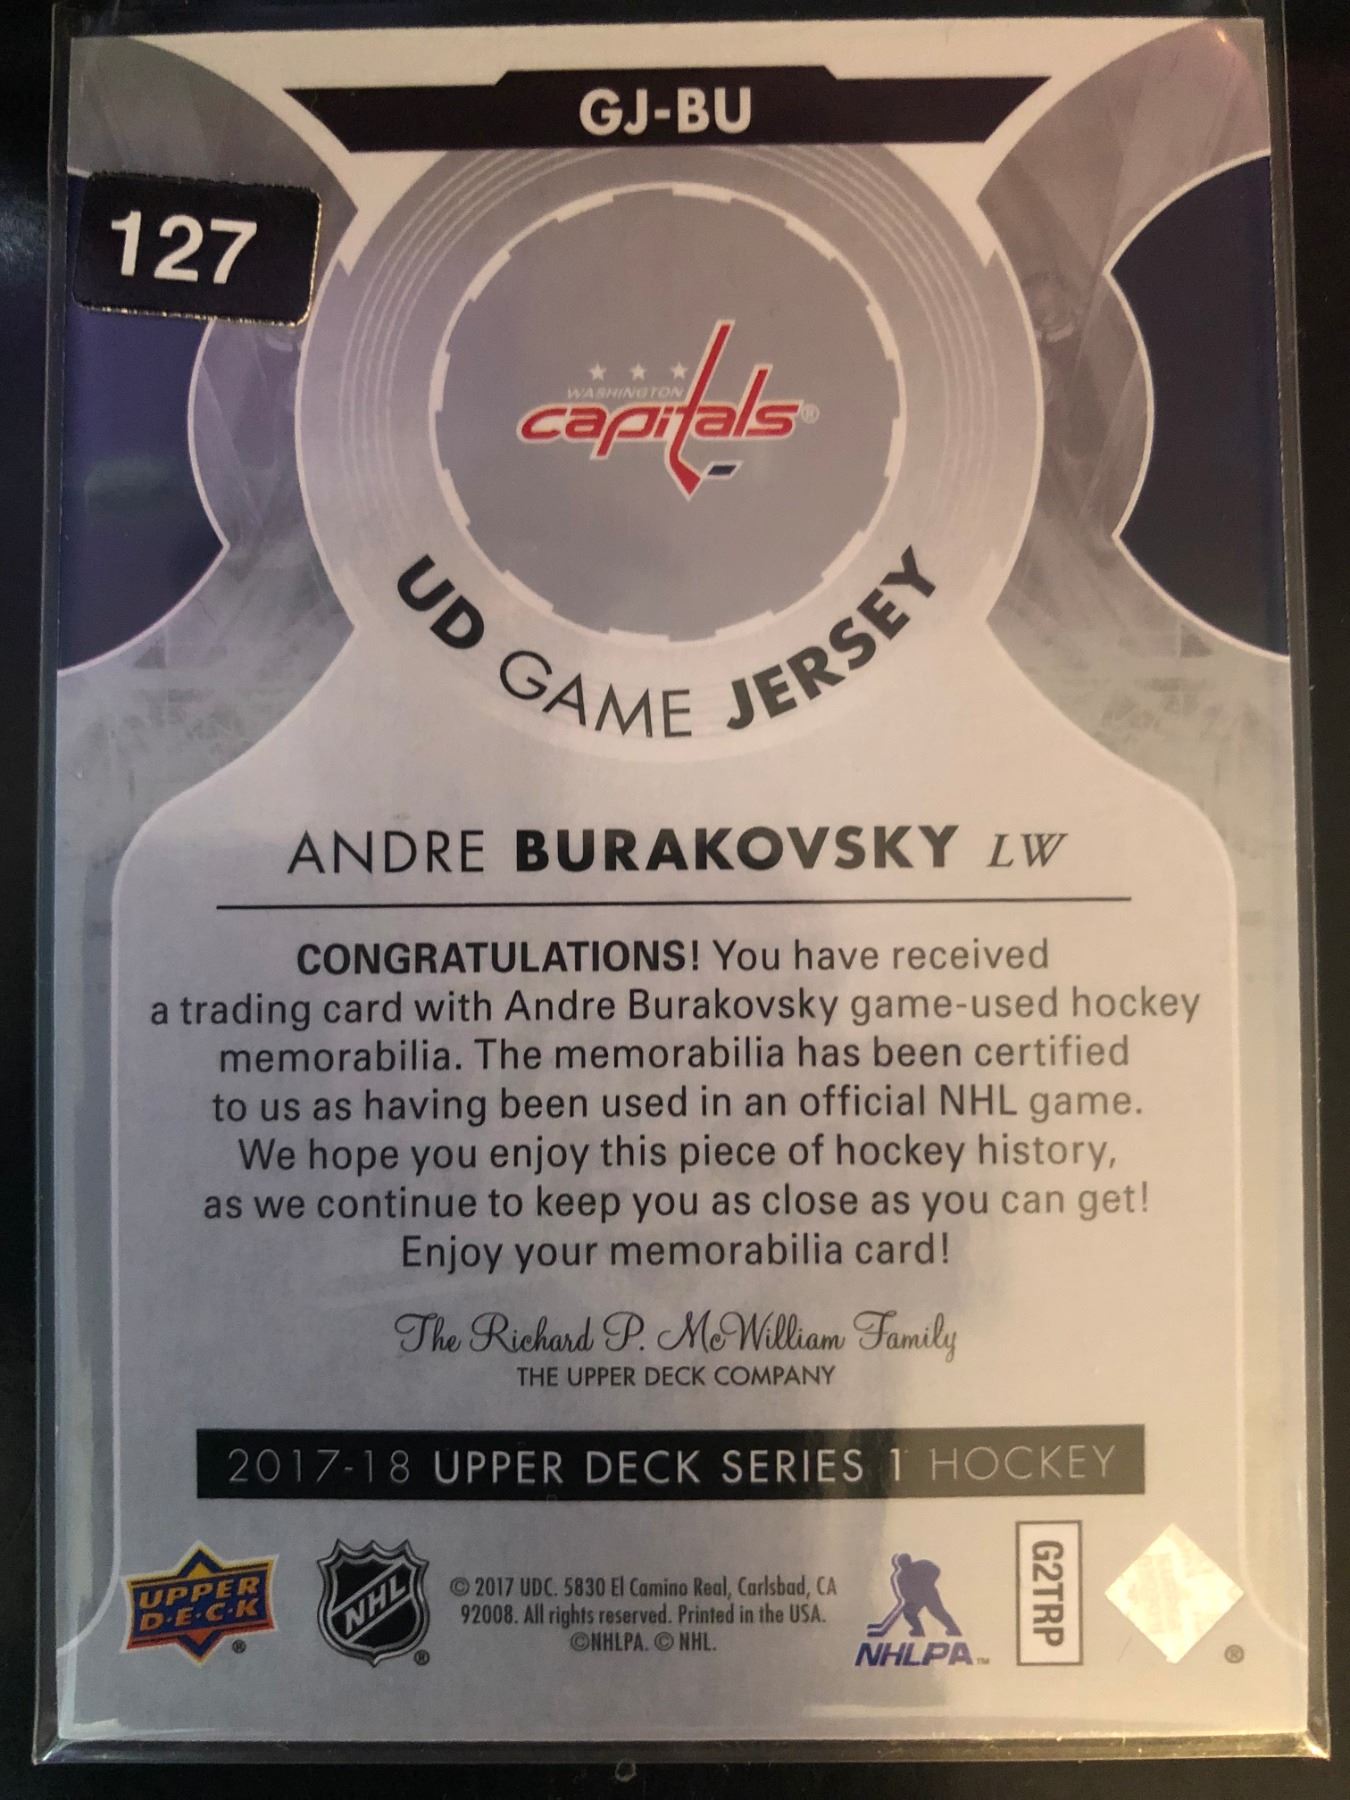 GJ-BU
127
★ ★ ★
WASHINGTON
capitals®
UD GAME JERSEY
ANDRE BURAKOVSKY LW
CONGRATULATIONS! You have received
a trading card with Andre Burakovsky game-used hockey
memorabilia. The memorabilia has been certified
to us as having been used in an official NHL game.
We hope you enjoy this piece of hockey history,
as we continue to keep you as close as you can get!
Enjoy your memorabilia card!
The Richard P. McWilliam Family
THE UPPER DECK COMPANY
2017-18 UPPER DECK SERIES 1 HOCKEY
UPPER
D·E·C·K
®
NHL
®
© 2017 UDC. 5830 El Camino Real, Carlsbad, CA
92008. All rights reserved. Printed in the USA.
©NHLPA. © NHL.
NHLPA™
G2TRP
®